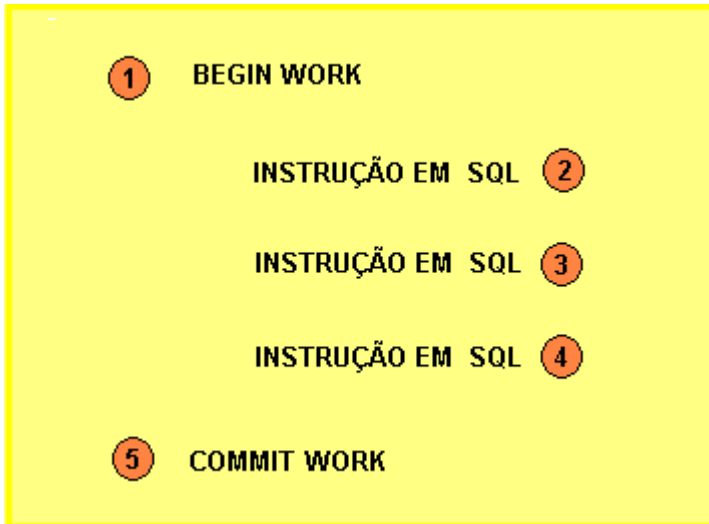 1 BEGIN WORK
INSTRUÇÃO EM SQL 2
INSTRUÇÃO EM SQL 3
INSTRUÇÃO EM SQL 4
5 COMMIT WORK